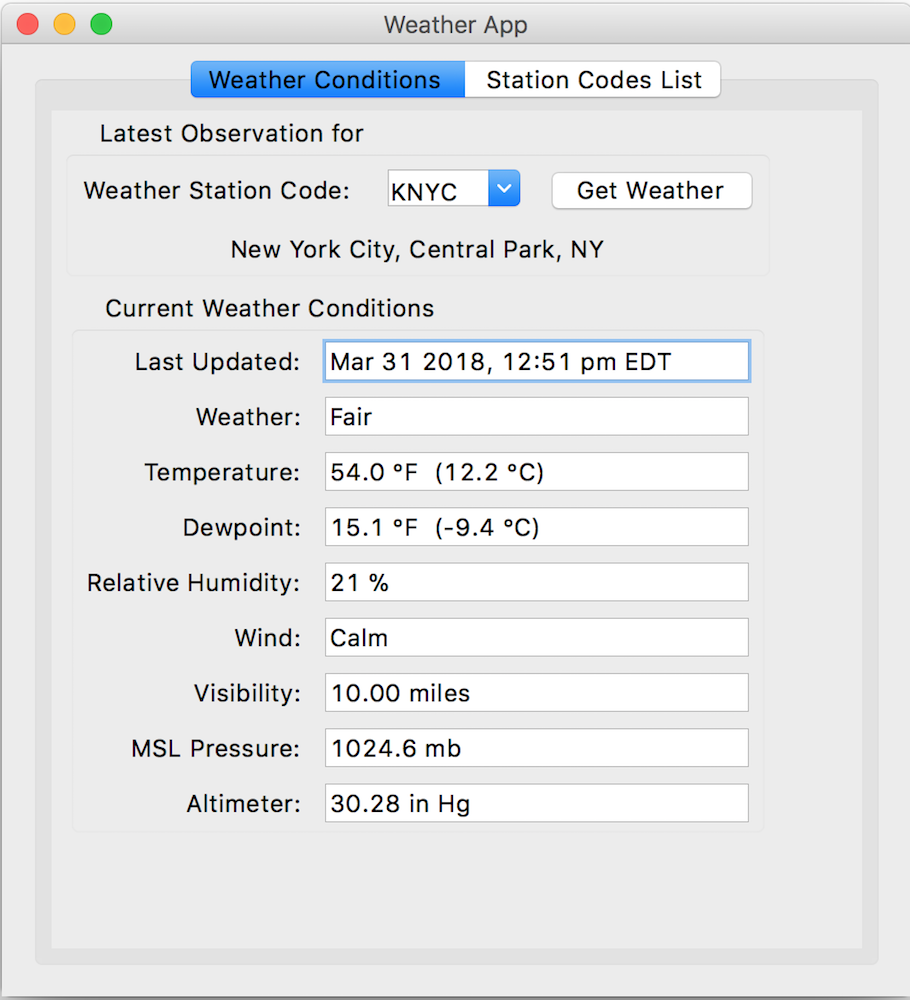 Weather App
Weather Conditions Station Codes List
Latest Observation for
Weather Station Code: KNYC Get Weather
New York City, Central Park, NY
Current Weather Conditions
Last Updated: Mar 31 2018, 12:51 pm EDT
Weather: Fair
Temperature: 54.0 °F (12.2 °C)
Dewpoint: 15.1 °F (-9.4 °C)
Relative Humidity: 21 %
Wind: Calm
Visibility: 10.00 miles
MSL Pressure: 1024.6 mb
Altimeter: 30.28 in Hg